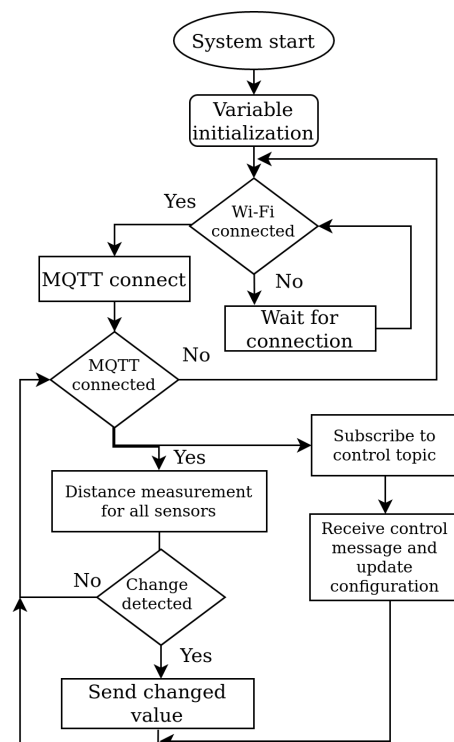 System start
Variable
initialization
Yes
Wi-Fi
connected
No
MQTT connect
Wait for
connection
MQTT
connected
No
Yes
Subscribe to
control topic
Distance measurement
for all sensors
Receive control
message and
update
configuration
No
Change
detected
Yes
Send changed
value